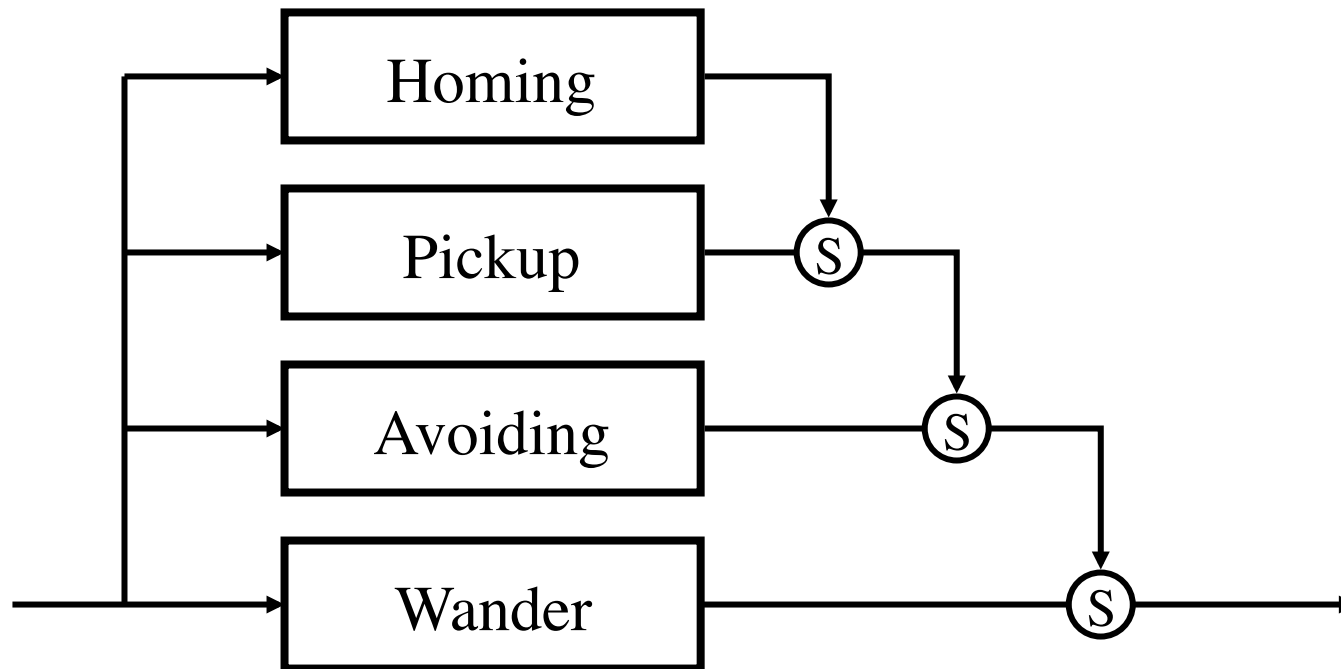 Homing
Pickup
S
Avoiding
S
Wander
S